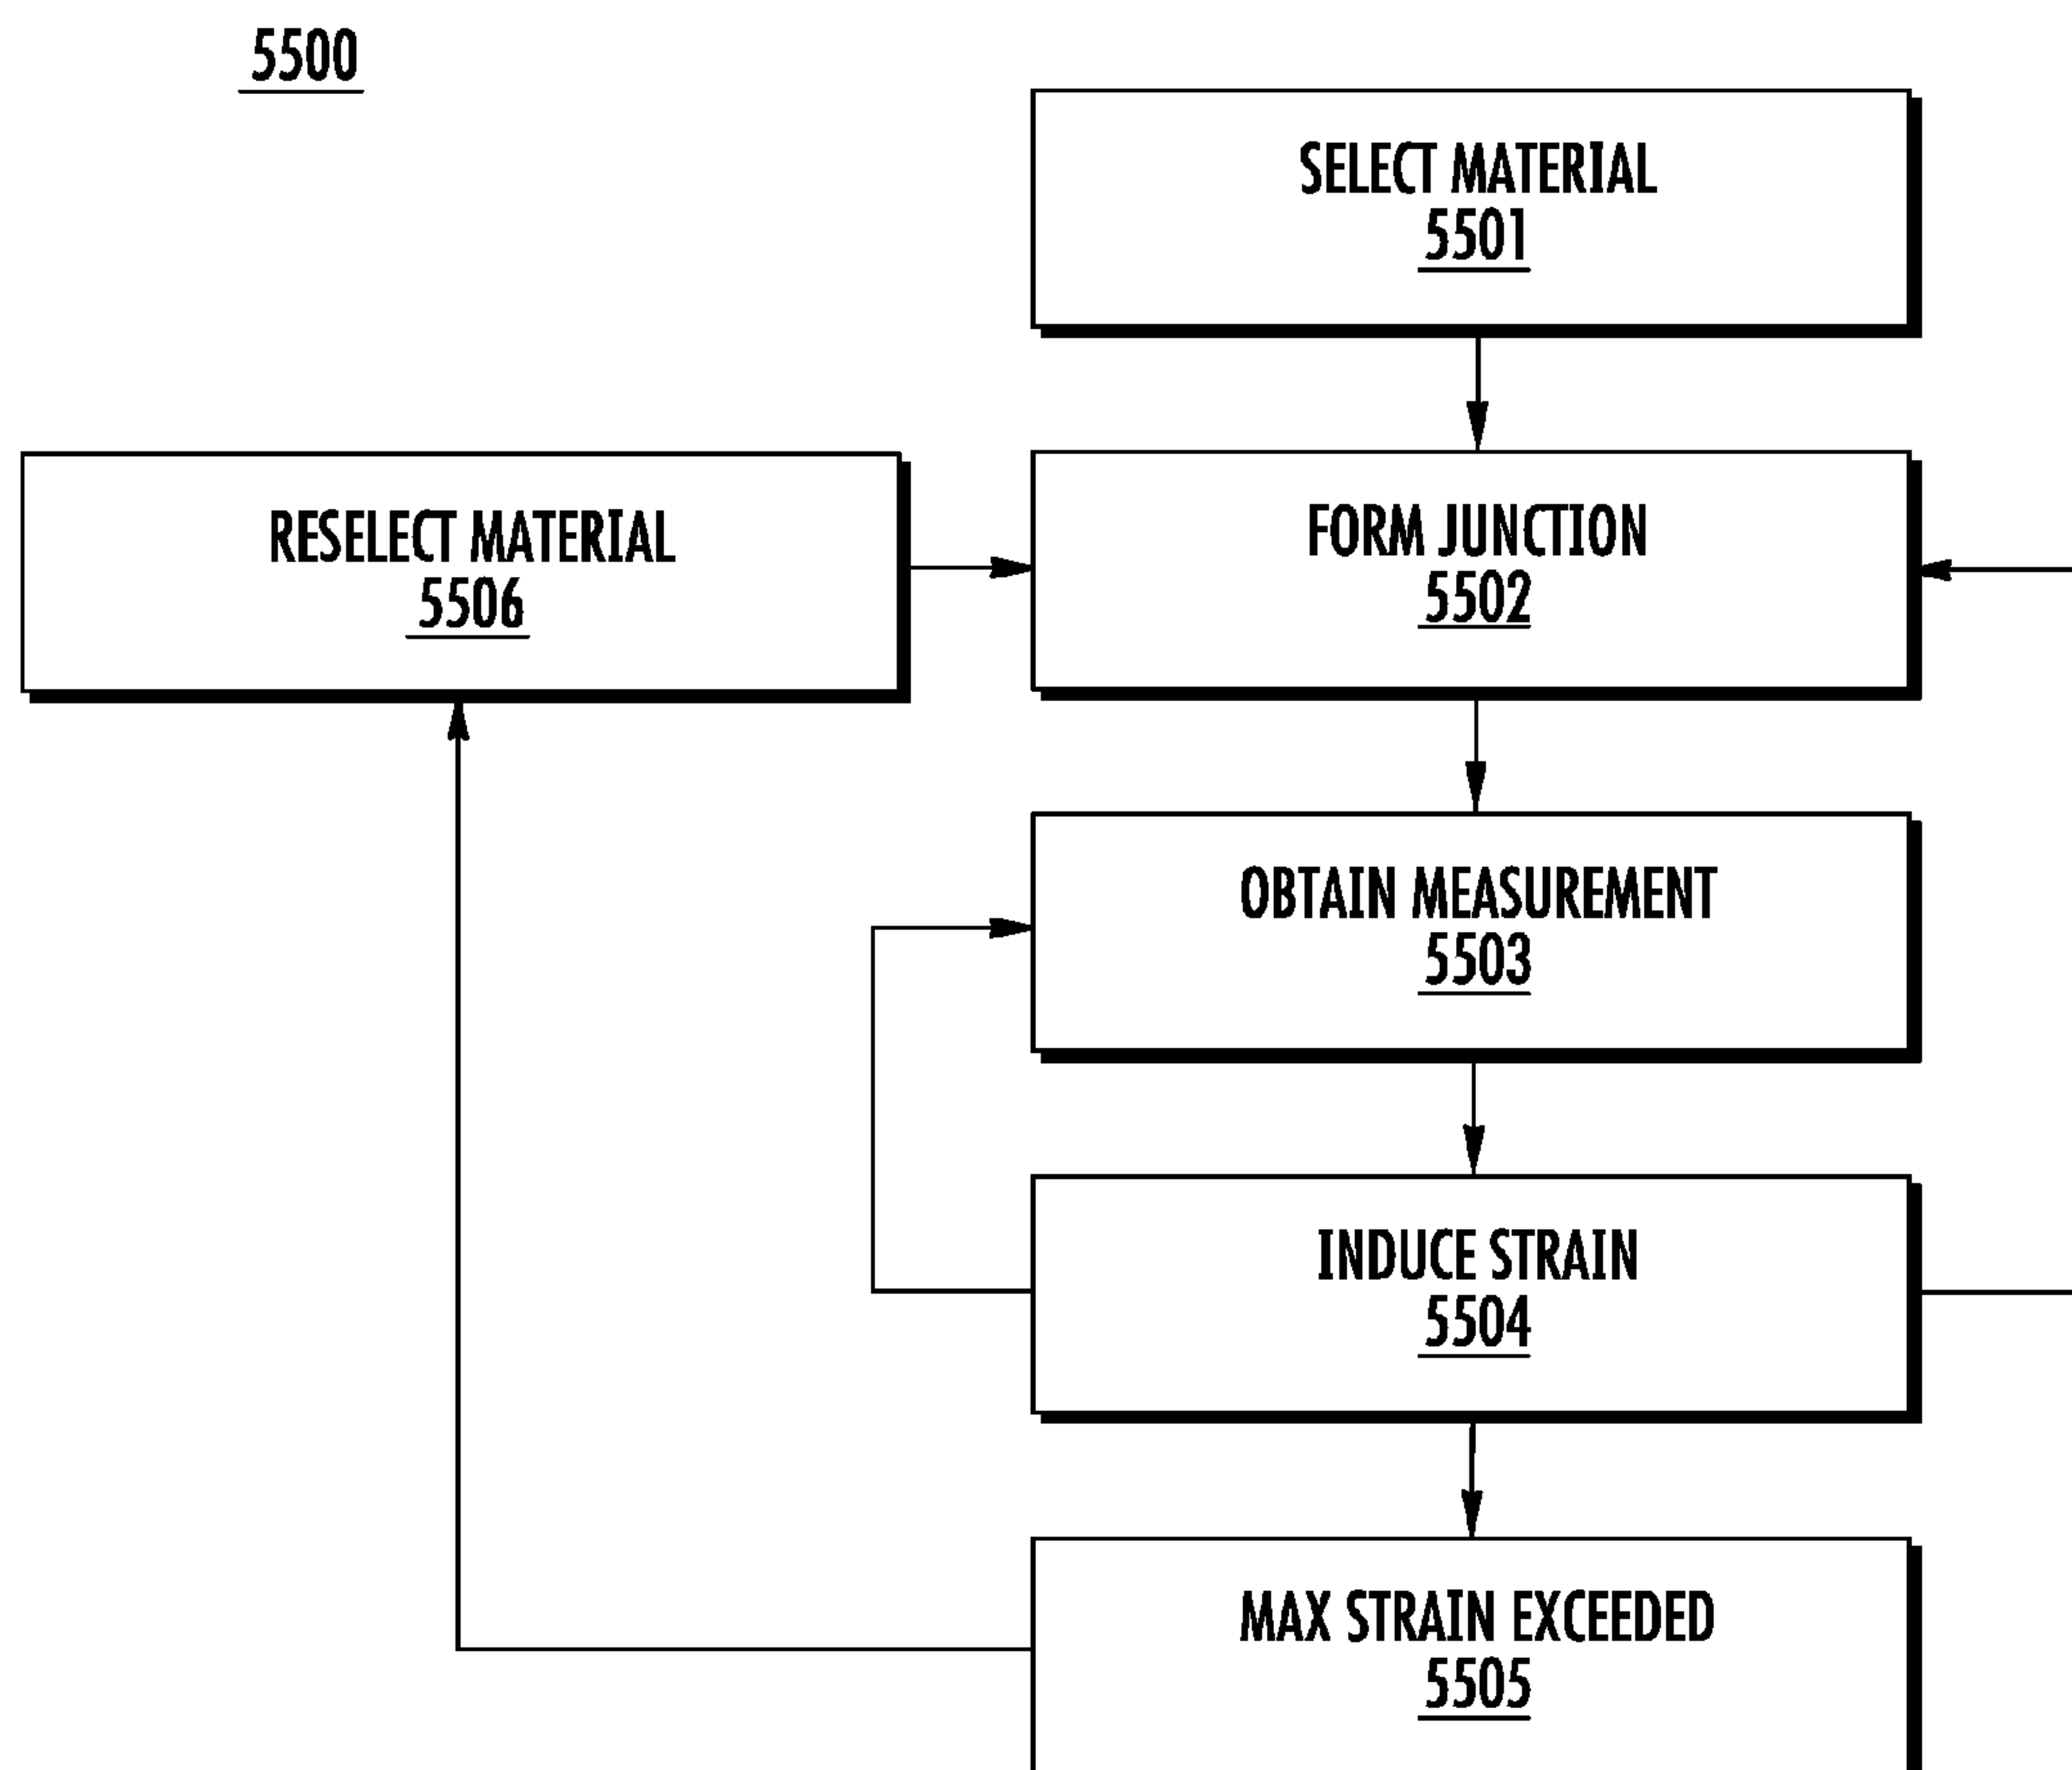 5500
SELECT MATERIAL
5501
RESELECT MATERIAL
5506
FORM JUNCTION
5502
OBTAIN MEASUREMENT
5503
INDUCE STRAIN
5504
MAX STRAIN EXCEEDED
5505